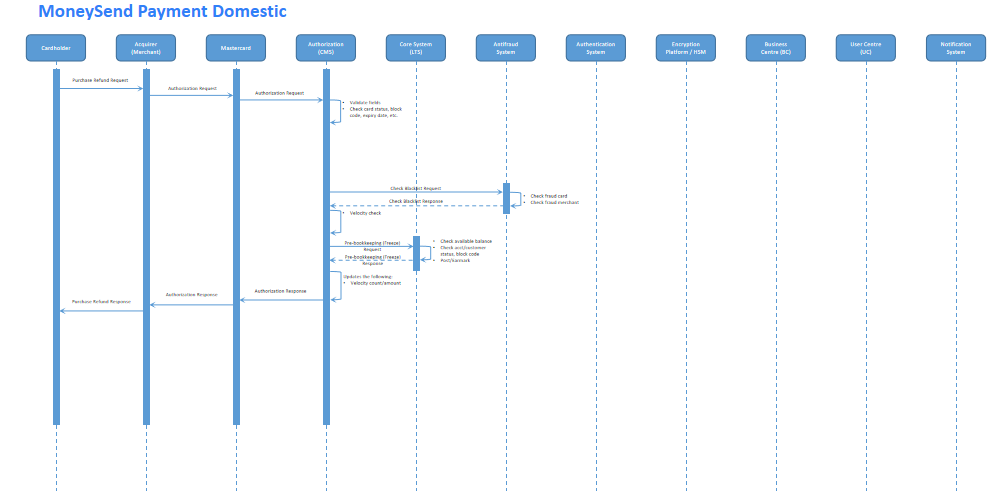 MoneySend Payment Domestic
Cardholder
Acquirer
(Merchant)
Mastercard
Authorization
(CMS)
Core System
(LTS)
Antifraud
System
Authentication
System
Encryption
Platform / HSM
Business
Centre (BC)
User Centre
(UC)
Notification
System
Purchase Refund Request
Authorization Request
Authorization Request
• Validate fields
• Check card status, block
code, expiry date, etc.
Check Blacklist Request
• Check fraud card
• Check fraud merchant
Check Blacklist Response
• Velocity check
Pre-bookkeeping (Freeze)
Request
• Check available balance
• Check acct/customer
status, block code
• Post/earmark
Pre-bookkeeping (Freeze)
Response
Updates the following:
• Velocity count/amount
Authorization Response
Authorization Response
Purchase Refund Response